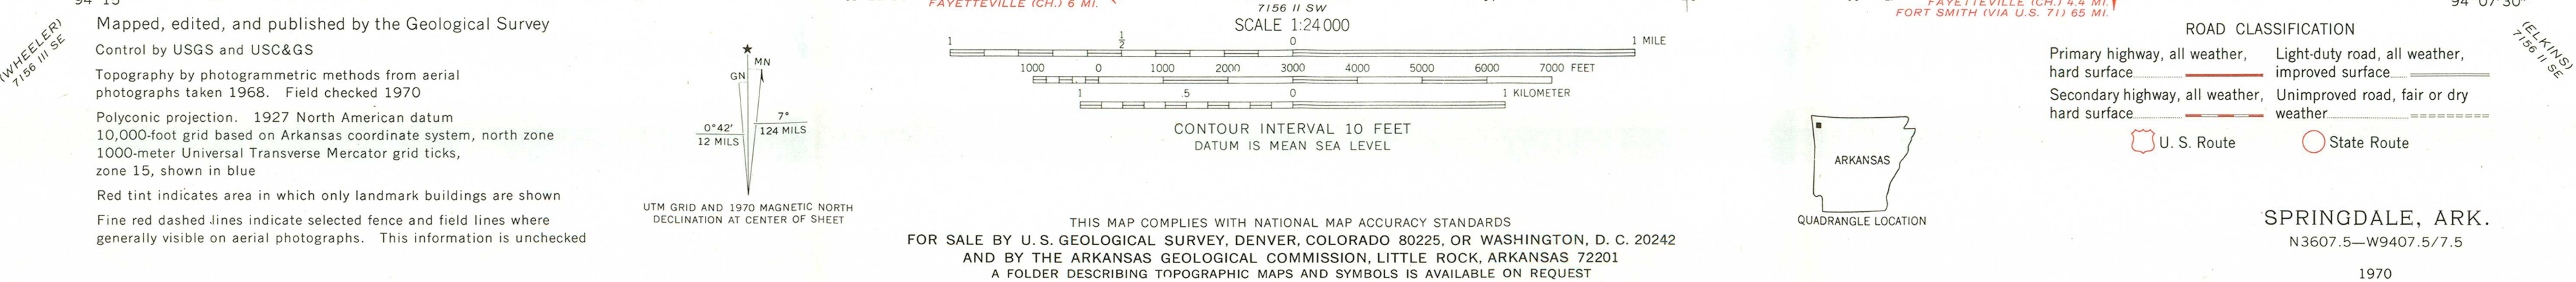 94°15'
(WHEELER)
7156 III SE
Mapped, edited, and published by the Geological Survey
Control by USGS and USC&GS
Topography by photogrammetric methods from aerial
photographs taken 1968. Field checked 1970
Polyconic projection. 1927 North American datum
10,000-foot grid based on Arkansas coordinate system, north zone
1000-meter Universal Transverse Mercator grid ticks,
zone 15, shown in blue
Red tint indicates area in which only landmark buildings are shown
Fine red dashed lines indicate selected fence and field lines where
generally visible on aerial photographs. This information is unchecked
MN
GN
0°42'
12 MILS
7°
124 MILS
UTM GRID AND 1970 MAGNETIC NORTH
DECLINATION AT CENTER OF SHEET
FAYETTEVILLE (CH.) 6 MI.
7156 II SW
SCALE 1:24 000
1 1/2 0 1 MILE
1000 0 1000 2000 3000 4000 5000 6000 7000 FEET
1 .5 0 1 KILOMETER
CONTOUR INTERVAL 10 FEET
DATUM IS MEAN SEA LEVEL
THIS MAP COMPLIES WITH NATIONAL MAP ACCURACY STANDARDS
FOR SALE BY U. S. GEOLOGICAL SURVEY, DENVER, COLORADO 80225, OR WASHINGTON, D. C. 20242
AND BY THE ARKANSAS GEOLOGICAL COMMISSION, LITTLE ROCK, ARKANSAS 72201
A FOLDER DESCRIBING TOPOGRAPHIC MAPS AND SYMBOLS IS AVAILABLE ON REQUEST
ARKANSAS
QUADRANGLE LOCATION
FAYETTEVILLE (CH.) 4.4 MI.
FORT SMITH (VIA U.S. 71) 65 MI.
94°07'30"
(ELKINS)
7156 II SE
ROAD CLASSIFICATION
Primary highway, all weather,
hard surface
Light-duty road, all weather,
improved surface
Secondary highway, all weather,
hard surface
Unimproved road, fair or dry
weather
U. S. Route
State Route
SPRINGDALE, ARK.
N3607.5—W9407.5/7.5
1970